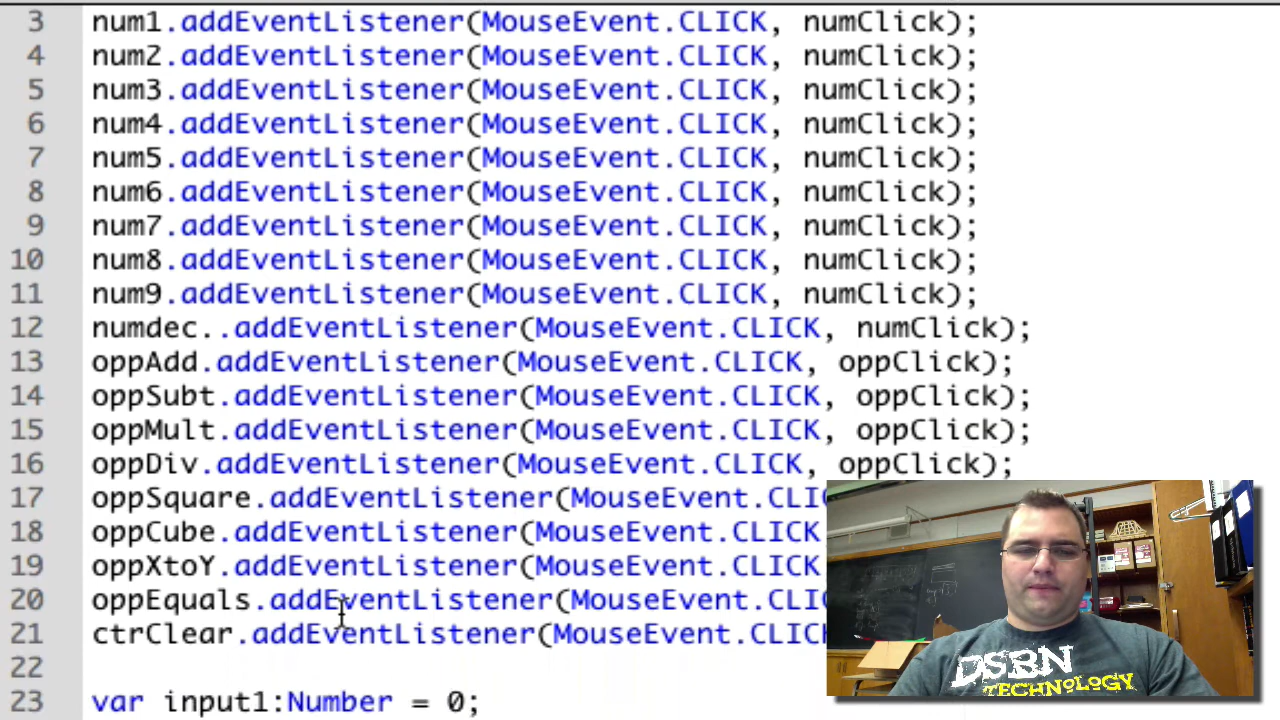 3 num1.addEventListener(MouseEvent.CLICK, numClick);
4 num2.addEventListener(MouseEvent.CLICK, numClick);
5 num3.addEventListener(MouseEvent.CLICK, numClick);
6 num4.addEventListener(MouseEvent.CLICK, numClick);
7 num5.addEventListener(MouseEvent.CLICK, numClick);
8 num6.addEventListener(MouseEvent.CLICK, numClick);
9 num7.addEventListener(MouseEvent.CLICK, numClick);
10 num8.addEventListener(MouseEvent.CLICK, numClick);
11 num9.addEventListener(MouseEvent.CLICK, numClick);
12 numdec..addEventListener(MouseEvent.CLICK, numClick);
13 oppAdd.addEventListener(MouseEvent.CLICK, oppClick);
14 oppSubt.addEventListener(MouseEvent.CLICK, oppClick);
15 oppMult.addEventListener(MouseEvent.CLICK, oppClick);
16 oppDiv.addEventListener(MouseEvent.CLICK, oppClick);
17 oppSquare.addEventListener(MouseEvent.CLIC
18 oppCube.addEventListener(MouseEvent.CLICK
19 oppXtoY.addEventListener(MouseEvent.CLICK
20 oppEquals.addEventListener(MouseEvent.CLIC
21 ctrClear.addEventListener(MouseEvent.CLICK
22
23 var input1:Number = 0;
DSBN
TECHNOLOGY